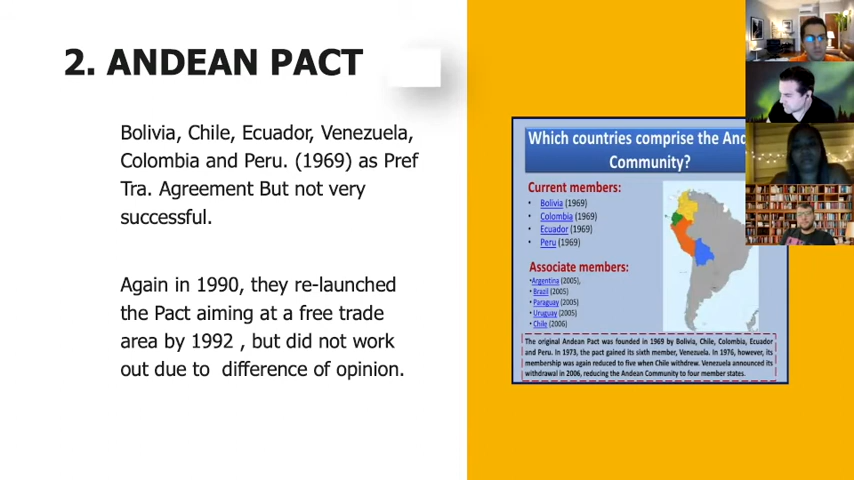 2. ANDEAN PACT
Bolivia, Chile, Ecuador, Venezuela,
Colombia and Peru. (1969) as Pref
Tra. Agreement But not very
successful.
Again in 1990, they re-launched
the Pact aiming at a free trade
area by 1992 , but did not work
out due to difference of opinion.
Which countries comprise the
Community?
Current members:
• Bolivia (1969)
• Colombia (1969)
• Ecuador (1969)
• Peru (1969)
Associate members:
•Argentina (2005),
• Brazil (2005)
• Paraguay (2005)
• Uruguay (2005)
• Chile (2006)
The original Andean Pact was founded in 1969 by Bolivia, Chile, Colombia, Ecuador
and Peru. In 1973, the pact gained its sixth member, Venezuela. In 1976, however, its
membership was again reduced to five when Chile withdrew. Venezuela announced its
withdrawal in 2006, reducing the Andean Community to four member states.